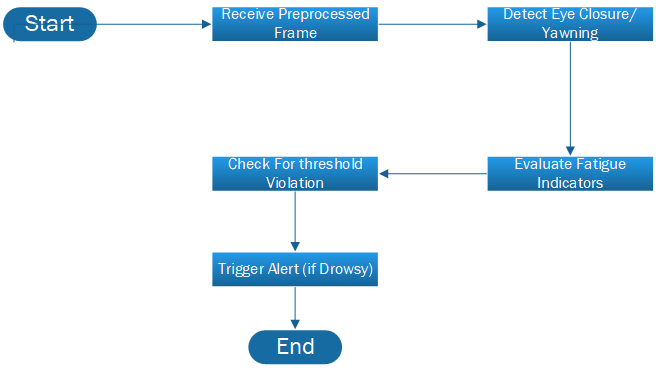 Start
Receive Preprocessed
Frame
Detect Eye Closure/
Yawning
Evaluate Fatigue
Indicators
Check For threshold
Violation
Trigger Alert (if Drowsy)
End